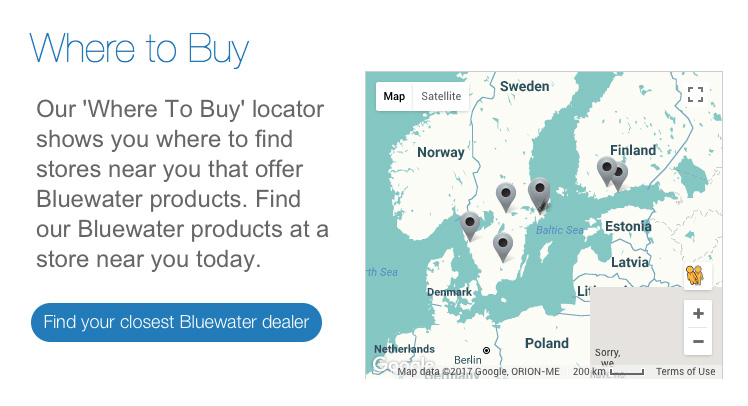 Where to Buy
Our 'Where To Buy' locator
shows you where to find
stores near you that offer
Bluewater products. Find
our Bluewater products at a
store near you today.
Find your closest Bluewater dealer
Map
Satellite
Sweden
Norway
Finland
Baltic Sea
Estonia
Latvia
rth Sea
Denmark
Netherlands
Berlin
Poland
Sorry,
we
Google
Germany
Map data ©2017 Google, ORION-ME
200 km
Terms of Use